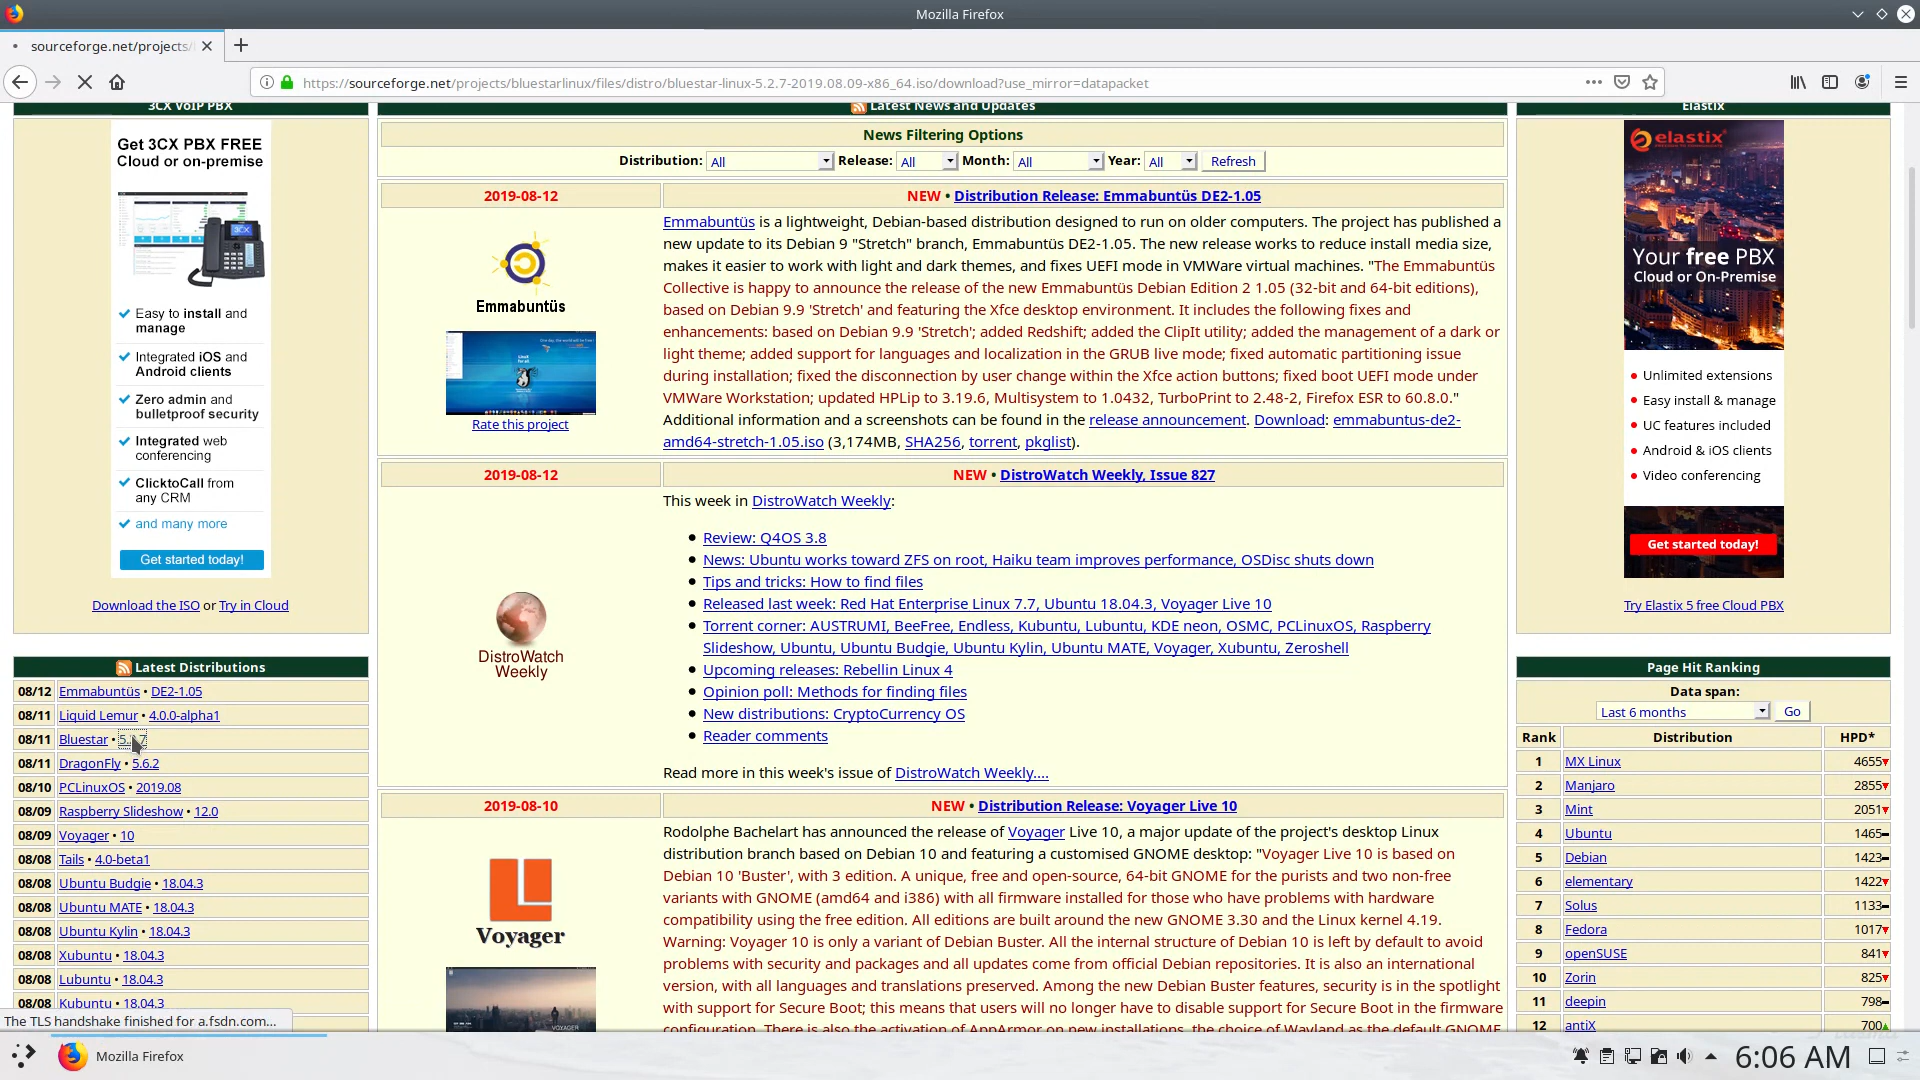 Mozilla Firefox
sourceforge.net/projects/
https://sourceforge.net/projects/bluestarlinux/files/distro/bluestar-linux-5.2.7-2019.08.09-x86_64.iso/download?use_mirror=datapacket
3CX VoIP PBX
Get 3CX PBX FREE
Cloud or on-premise
3CX
Easy to install and
manage
Integrated iOS and
Android clients
Zero admin and
bulletproof security
Integrated web
conferencing
ClicktoCall from
any CRM
and many more
Get started today!
Download the ISO or Try in Cloud
Latest Distributions
08/12 Emmabuntüs • DE2-1.05
08/11 Liquid Lemur • 4.0.0-alpha1
08/11 Bluestar •
08/11 DragonFly • 5.6.2
08/10 PCLinuxOS • 2019.08
08/09 Raspberry Slideshow • 12.0
08/09 Voyager • 10
08/08 Tails • 4.0-beta1
08/08 Ubuntu Budgie • 18.04.3
08/08 Ubuntu MATE • 18.04.3
08/08 Ubuntu Kylin • 18.04.3
08/08 Xubuntu • 18.04.3
08/08 Lubuntu • 18.04.3
08/08 Kubuntu • 18.04.3
The TLS handshake finished for a.fsdn.com...
Latest News and Updates
News Filtering Options
Distribution: All Release: All Month: All Year: All Refresh
2019-08-12 NEW • Distribution Release: Emmabuntüs DE2-1.05
Emmabuntüs
Rate this project
Emmabuntüs is a lightweight, Debian-based distribution designed to run on older computers. The project has published a
new update to its Debian 9 "Stretch" branch, Emmabuntüs DE2-1.05. The new release works to reduce install media size,
makes it easier to work with light and dark themes, and fixes UEFI mode in VMWare virtual machines. "The Emmabuntüs
Collective is happy to announce the release of the new Emmabuntüs Debian Edition 2 1.05 (32-bit and 64-bit editions),
based on Debian 9.9 'Stretch' and featuring the Xfce desktop environment. It includes the following fixes and
enhancements: based on Debian 9.9 'Stretch'; added Redshift; added the ClipIt utility; added the management of a dark or
light theme; added support for languages and localization in the GRUB live mode; fixed automatic partitioning issue
during installation; fixed the disconnection by user change within the Xfce action buttons; fixed boot UEFI mode under
VMWare Workstation; updated HPLip to 3.19.6, Multisystem to 1.0432, TurboPrint to 2.48-2, Firefox ESR to 60.8.0."
Additional information and a screenshots can be found in the release announcement. Download: emmabuntus-de2-
amd64-stretch-1.05.iso (3,174MB, SHA256, torrent, pkglist).
2019-08-12 NEW • DistroWatch Weekly, Issue 827
DistroWatch
Weekly
This week in DistroWatch Weekly:
• Review: Q4OS 3.8
• News: Ubuntu works toward ZFS on root, Haiku team improves performance, OSDisc shuts down
• Tips and tricks: How to find files
• Released last week: Red Hat Enterprise Linux 7.7, Ubuntu 18.04.3, Voyager Live 10
• Torrent corner: AUSTRUMI, BeeFree, Endless, Kubuntu, Lubuntu, KDE neon, OSMC, PCLinuxOS, Raspberry
Slideshow, Ubuntu, Ubuntu Budgie, Ubuntu Kylin, Ubuntu MATE, Voyager, Xubuntu, Zeroshell
• Upcoming releases: Rebellin Linux 4
• Opinion poll: Methods for finding files
• New distributions: CryptoCurrency OS
• Reader comments
Read more in this week's issue of DistroWatch Weekly....
2019-08-10 NEW • Distribution Release: Voyager Live 10
Voyager
VOYAGER
Rodolphe Bachelart has announced the release of Voyager Live 10, a major update of the project's desktop Linux
distribution branch based on Debian 10 and featuring a customised GNOME desktop: "Voyager Live 10 is based on
Debian 10 'Buster', with 3 edition. A unique, free and open-source, 64-bit GNOME for the purists and two non-free
variants with GNOME (amd64 and i386) with all firmware installed for those who have problems with hardware
compatibility using the free edition. All editions are built around the new GNOME 3.30 and the Linux kernel 4.19.
Warning: Voyager 10 is only a variant of Debian Buster. All the internal structure of Debian 10 is left by default to avoid
problems with security and packages and all updates come from official Debian repositories. It is also an international
version, with all languages and translations preserved. Among the new Debian Buster features, security is in the spotlight
with support for Secure Boot; this means that users will no longer have to disable support for Secure Boot in the firmware
configuration. There is also the activation of AppArmor on new installations, the choice of Wayland as the default GNOME
Elastix
elastix
Your free PBX
Cloud or On-Premise
Unlimited extensions
Easy install & manage
UC features included
Android & iOS clients
Video conferencing
Get started today!
Try Elastix 5 free Cloud PBX
Page Hit Ranking
Data span:
Last 6 months Go
Rank Distribution HPD*
1 MX Linux 4655
2 Manjaro 2855
3 Mint 2051
4 Ubuntu 1465
5 Debian 1423
6 elementary 1422
7 Solus 1133
8 Fedora 1017
9 openSUSE 841
10 Zorin 825
11 deepin 798
12 antiX 700
Mozilla Firefox
6:06 AM